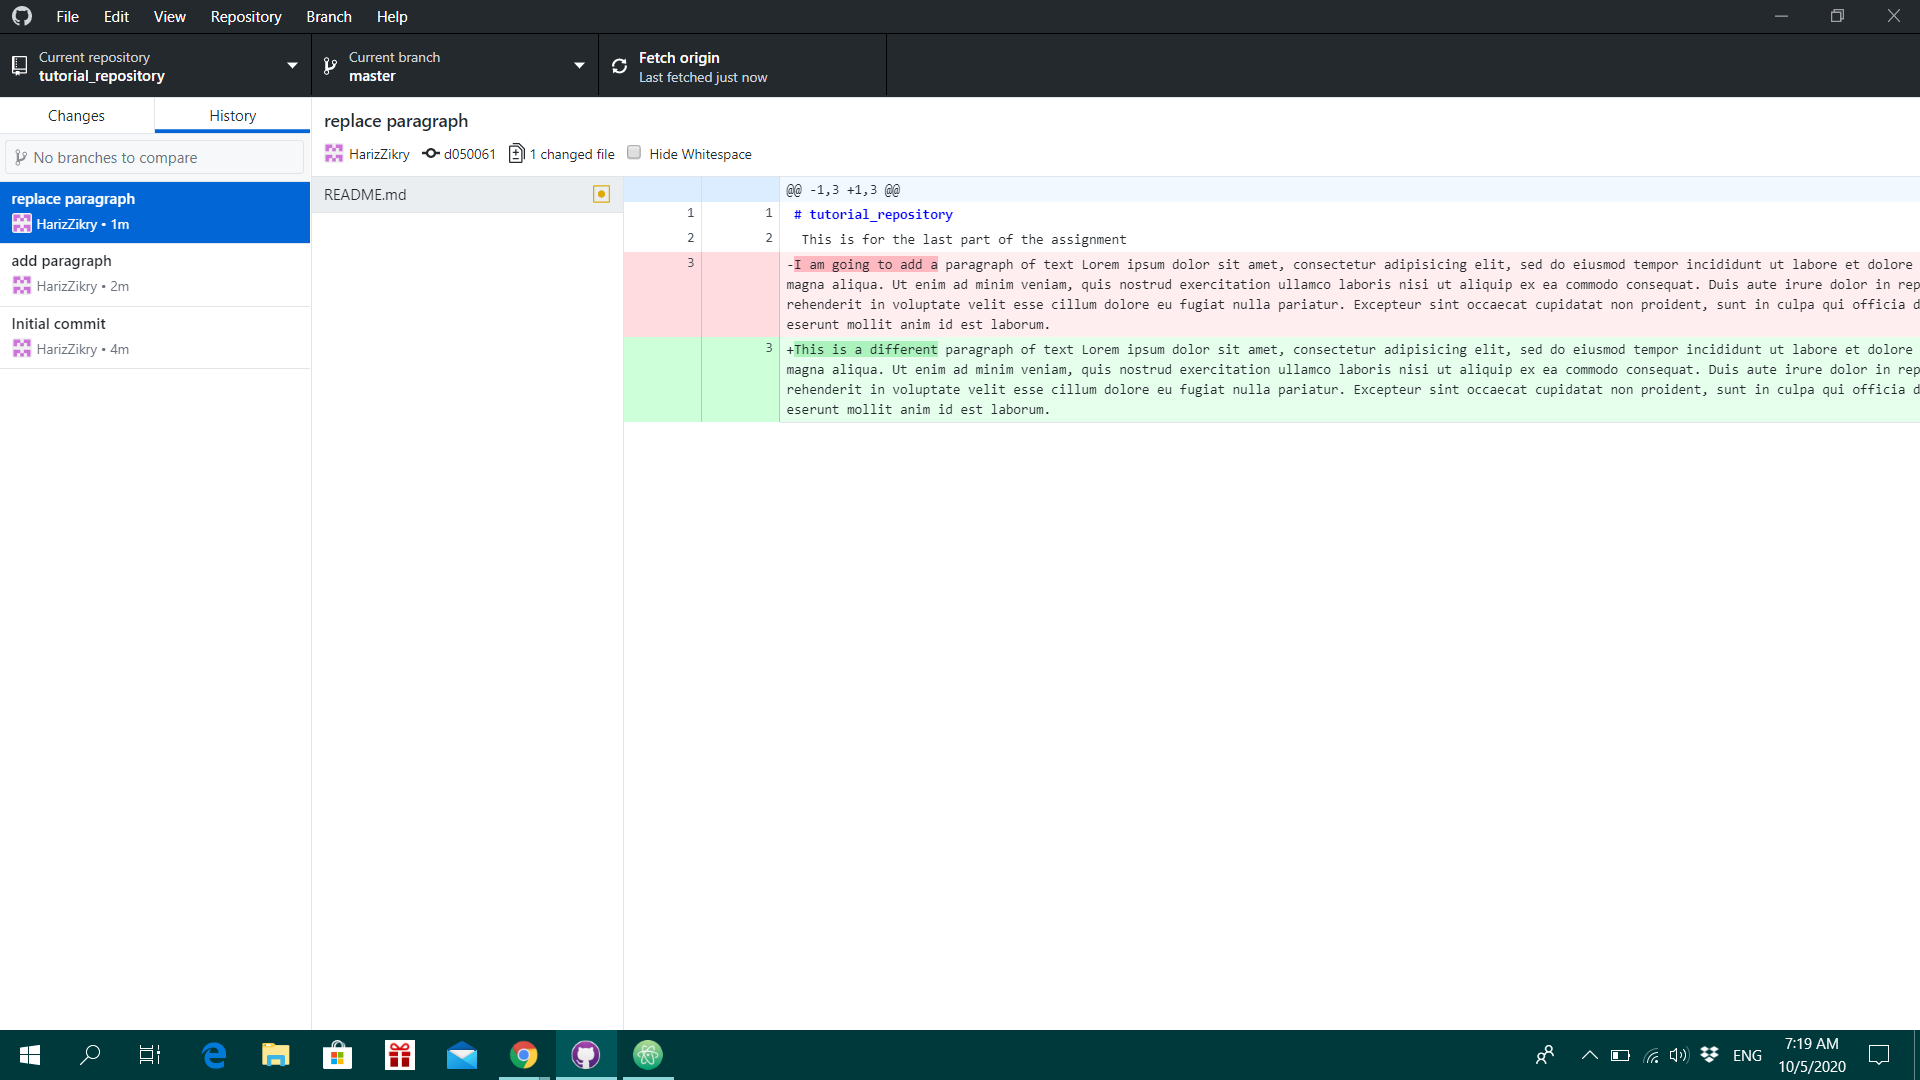 File Edit View Repository Branch Help
Current repository
tutorial_repository
Current branch
master
Fetch origin
Last fetched just now
Changes
History
No branches to compare
replace paragraph
HarizZikry • 1m
add paragraph
HarizZikry • 2m
Initial commit
HarizZikry • 4m
replace paragraph
HarizZikry d050061 1 changed file Hide Whitespace
README.md
@@ -1,3 +1,3 @@
1 1 # tutorial_repository
2 2 This is for the last part of the assignment
3 -I am going to add a paragraph of text Lorem ipsum dolor sit amet, consectetur adipisicing elit, sed do eiusmod tempor incididunt ut labore et dolore
magna aliqua. Ut enim ad minim veniam, quis nostrud exercitation ullamco laboris nisi ut aliquip ex ea commodo consequat. Duis aute irure dolor in rep
rehenderit in voluptate velit esse cillum dolore eu fugiat nulla pariatur. Excepteur sint occaecat cupidatat non proident, sunt in culpa qui officia d
eserunt mollit anim id est laborum.
3 +This is a different paragraph of text Lorem ipsum dolor sit amet, consectetur adipisicing elit, sed do eiusmod tempor incididunt ut labore et dolore
magna aliqua. Ut enim ad minim veniam, quis nostrud exercitation ullamco laboris nisi ut aliquip ex ea commodo consequat. Duis aute irure dolor in rep
rehenderit in voluptate velit esse cillum dolore eu fugiat nulla pariatur. Excepteur sint occaecat cupidatat non proident, sunt in culpa qui officia d
eserunt mollit anim id est laborum.
ENG
7:19 AM
10/5/2020